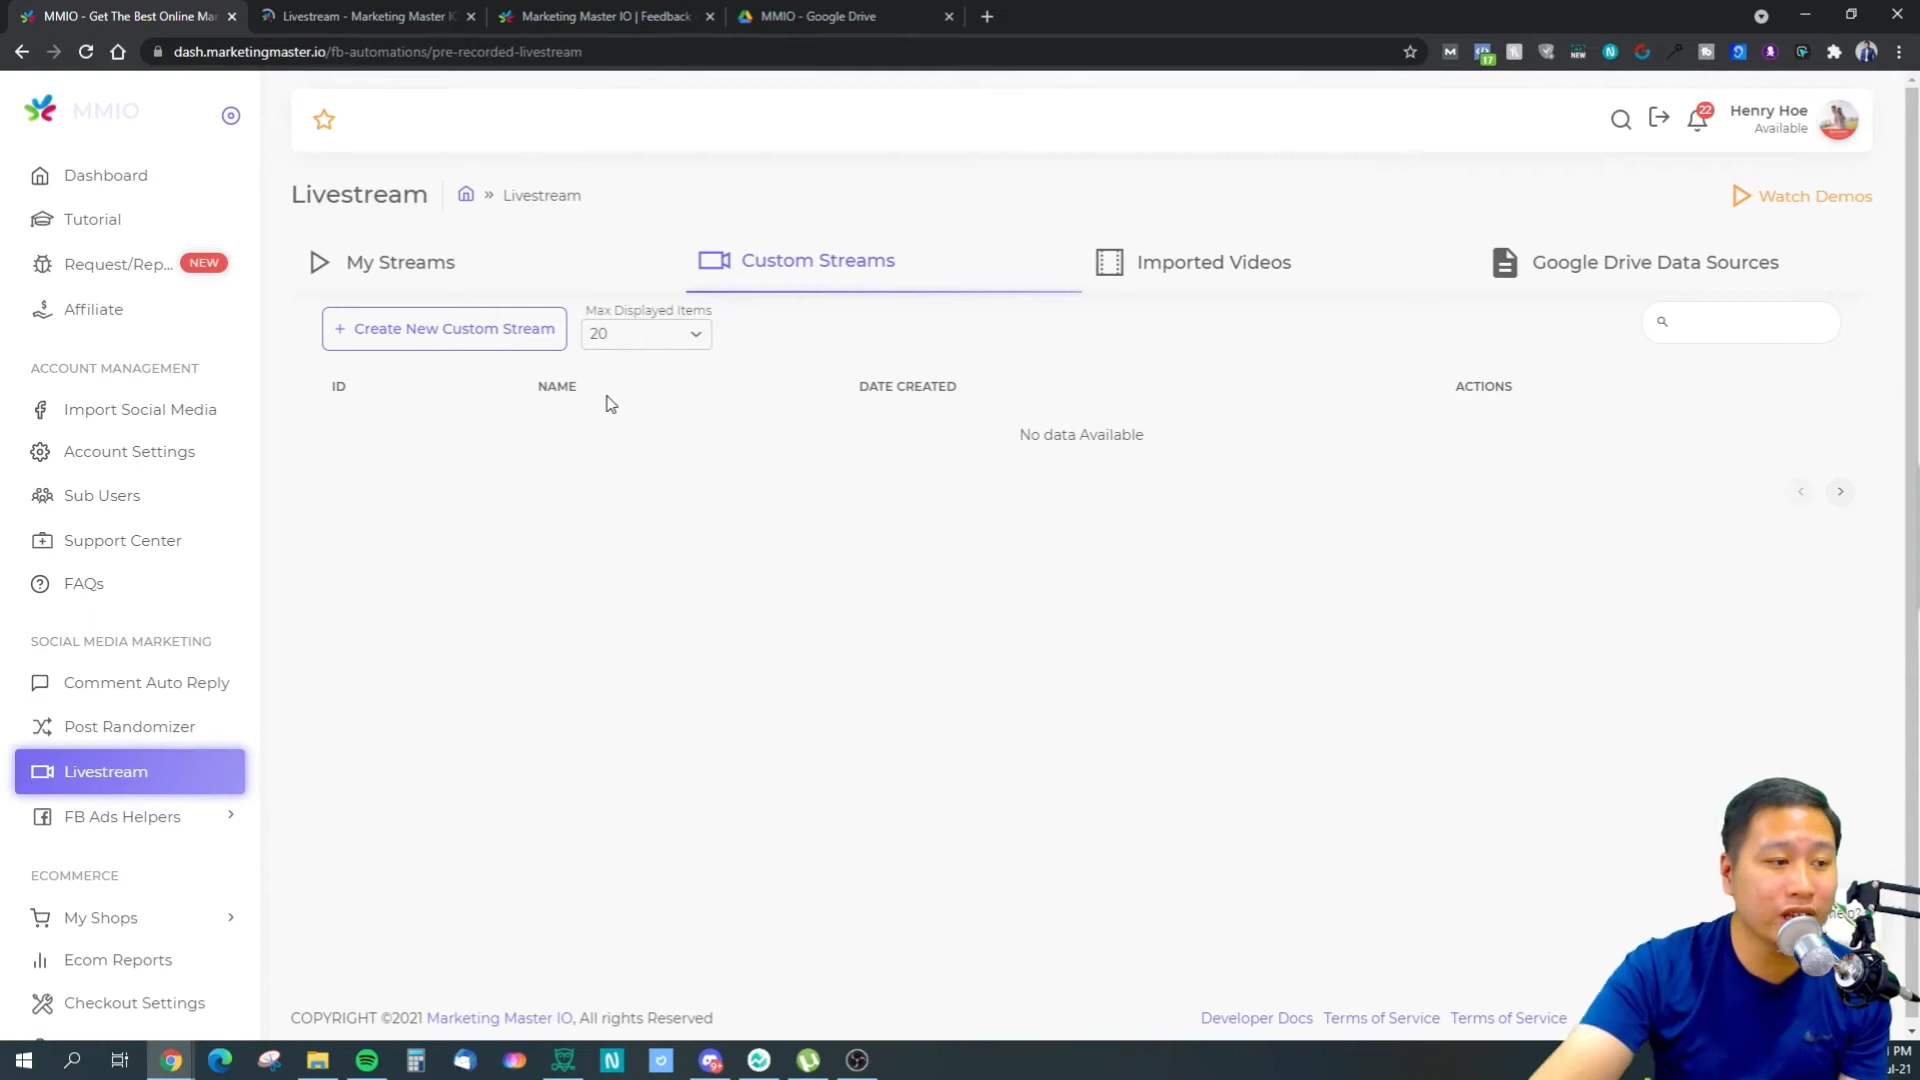 MMIO - Get The Best Online Mar
Livestream - Marketing Master IO
Marketing Master IO | Feedback
MMIO - Google Drive
dash.marketingmaster.io/fb-automations/pre-recorded-livestream
17
NEW
MMIO
22
Henry Hoe
Available
Dashboard
Tutorial
Request/Rep... NEW
Affiliate
ACCOUNT MANAGEMENT
Import Social Media
Account Settings
Sub Users
Support Center
FAQs
SOCIAL MEDIA MARKETING
Comment Auto Reply
Post Randomizer
Livestream
FB Ads Helpers
ECOMMERCE
My Shops
Ecom Reports
Checkout Settings
Livestream
» Livestream
Watch Demos
My Streams
Custom Streams
Imported Videos
Google Drive Data Sources
+ Create New Custom Stream
Max Displayed Items
20
ID NAME DATE CREATED ACTIONS
No data Available
COPYRIGHT ©2021 Marketing Master IO, All rights Reserved
Developer Docs Terms of Service Terms of Service